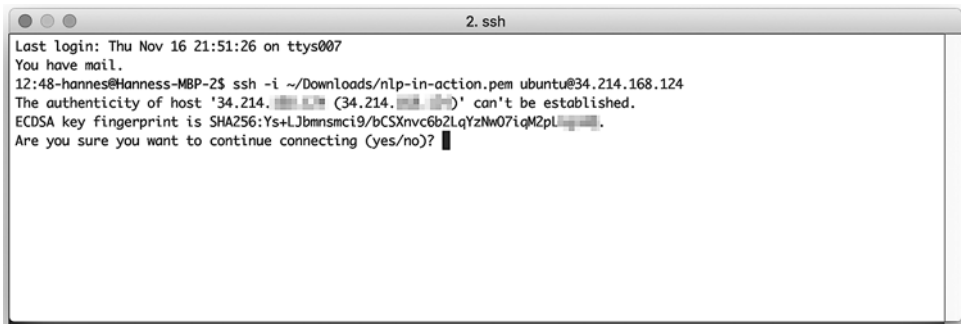 2. ssh
Last login: Thu Nov 16 21:51:26 on ttys007
You have mail.
12:48-hannes@Hanness-MBP-2$ ssh -i ~/Downloads/nlp-in-action.pem ubuntu@34.214.168.124
The authenticity of host '34.214. (34.214. )' can't be established.
ECDSA key fingerprint is SHA256:Ys+LJbmnsmci9/bCSXnvc6b2LqYzNwO7iqM2pL .
Are you sure you want to continue connecting (yes/no)?